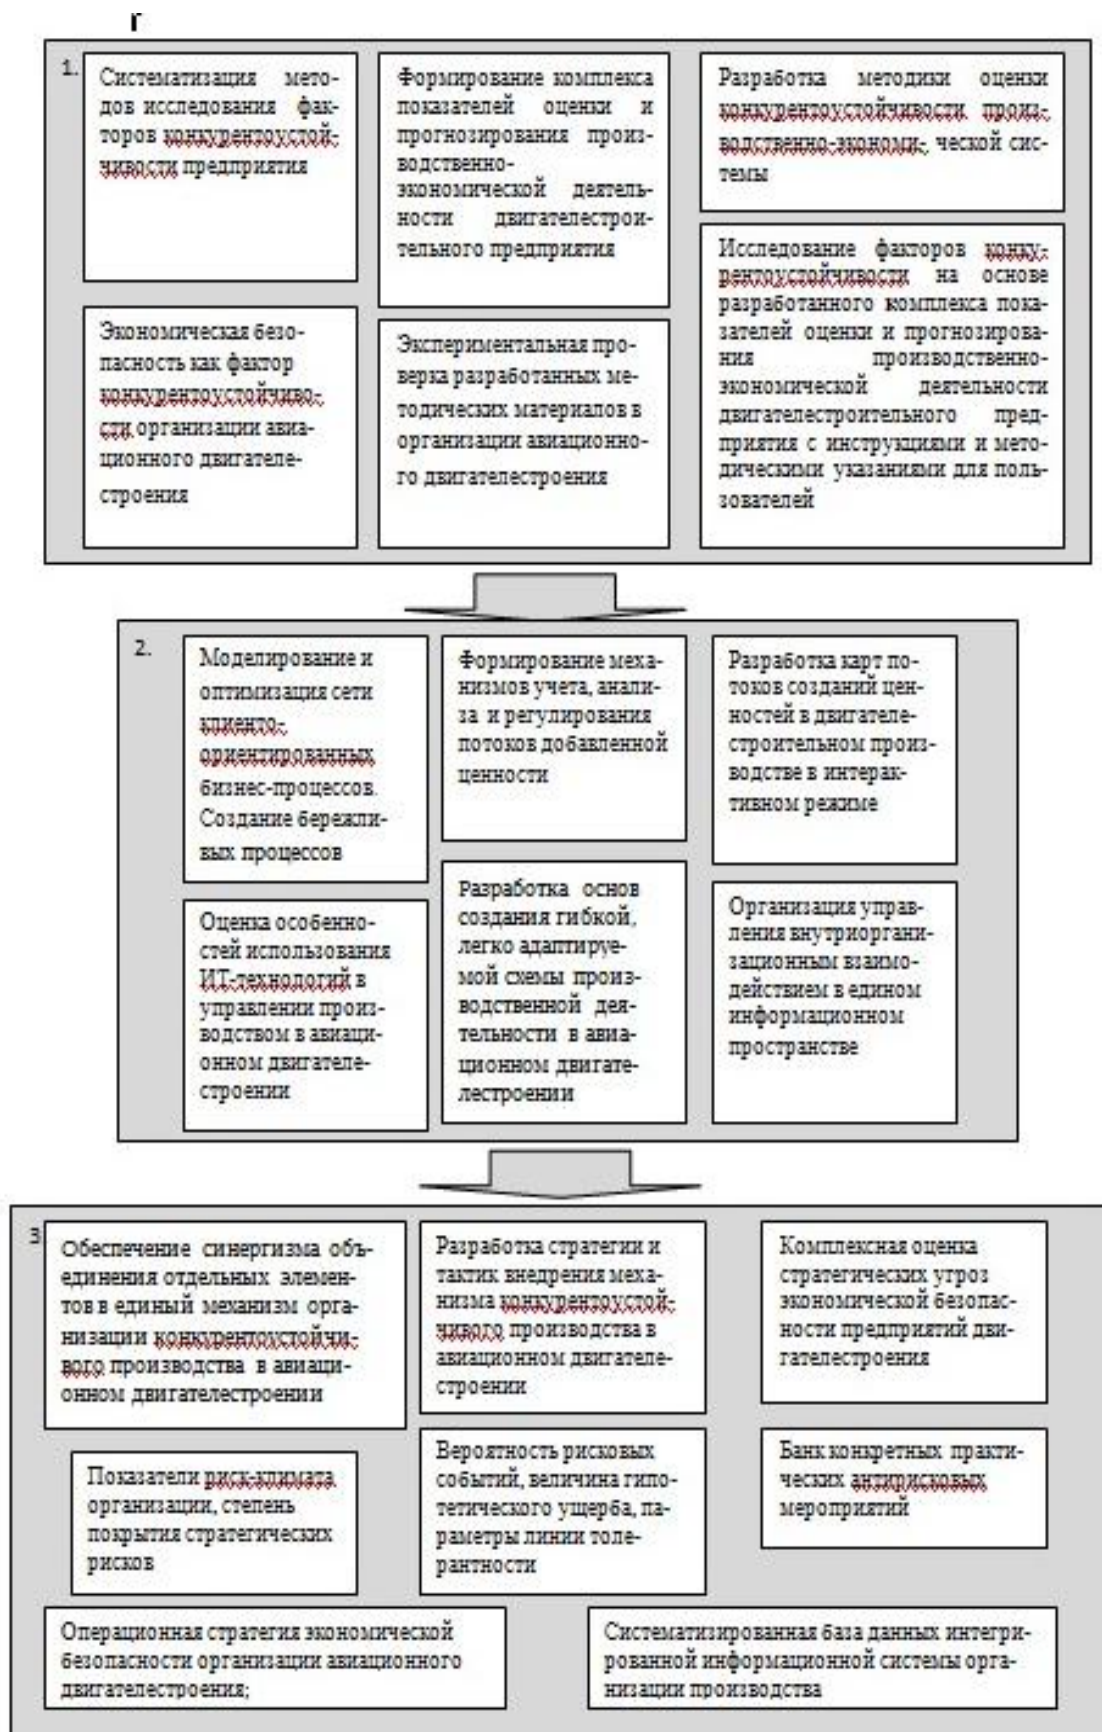 г
1.
Систематизация мето-
дов исследования фак-
торов конкурентоустой-
чивости предприятия
Формирование комплекса
показателей оценки и
прогнозирования произ-
водственно-
экономической деятель-
ности двигателестрои-
тельного предприятия
Разработка методики оценки
конкурентоустойчивости произ-
водственно-экономи-, ческой сис-
темы
Экономическая безо-
пасность как фактор
конкурентоустойчиво-
сти организации авиа-
ционного двигателе-
строения
Экспериментальная про-
верка разработанных ме-
тодических материалов в
организации авиационно-
го двигателестроения
Исследование факторов конку-
рентоустойчивости на основе
разработанного комплекса пока-
зателей оценки и прогнозирова-
ния производственно-
экономической деятельности
двигателестроительного пред-
приятия с инструкциями и мето-
дическими указаниями для поль-
зователей
2.
Моделирование и
оптимизация сети
клиенто-
ориентированных
бизнес-процессов.
Создание бережли-
вых процессов
Формирование меха-
низмов учета, анали-
за и регулирования
потоков добавленной
ценности
Разработка карт по-
токов созданий цен-
ностей в двигателе-
строительном произ-
водстве в интерак-
тивном режиме
Оценка особенно-
стей использования
ИТ-технологий в
управлении произ-
водством в авиаци-
онном двигателе-
строении
Разработка основ
создания гибкой,
легко адаптируе-
мой схемы произ-
водственной дея-
тельности в авиа-
ционном двигате-
лестроении
Организация управ-
ления внутриоргани-
зационным взаимо-
действием в едином
информационном
пространстве
3
Обеспечение синергизма объ-
единения отдельных элемен-
тов в единый механизм орга-
низации конкурентоустойчи-
вого производства в авиаци-
онном двигателестроении
Разработка стратегии и
тактик внедрения меха-
низма конкурентоустой-
чивого производства в
авиационном двигателе-
строении
Комплексная оценка
стратегических угроз
экономической безопас-
ности предприятий дви-
гателестроения
Показатели риск-климата
организации, степень
покрытия стратегических
рисков
Вероятность рисковых
событий, величина гипо-
тетического ущерба, па-
раметры линии толе-
рантности
Банк конкретных практи-
ческих антирисковых
мероприятий
Операционная стратегия экономической
безопасности организации авиационного
двигателестроения;
Систематизированная база данных интегри-
рованной информационной системы орга-
низации производства